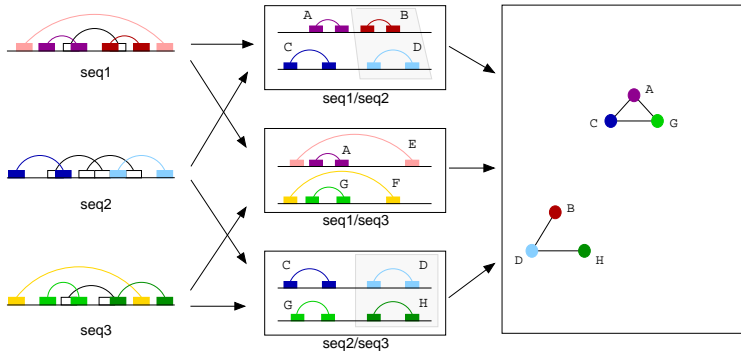 seq1
seq2
seq3
A B
C D
seq1/seq2
A E
G F
seq1/seq3
C D
G H
seq2/seq3
A
C G
B
D H